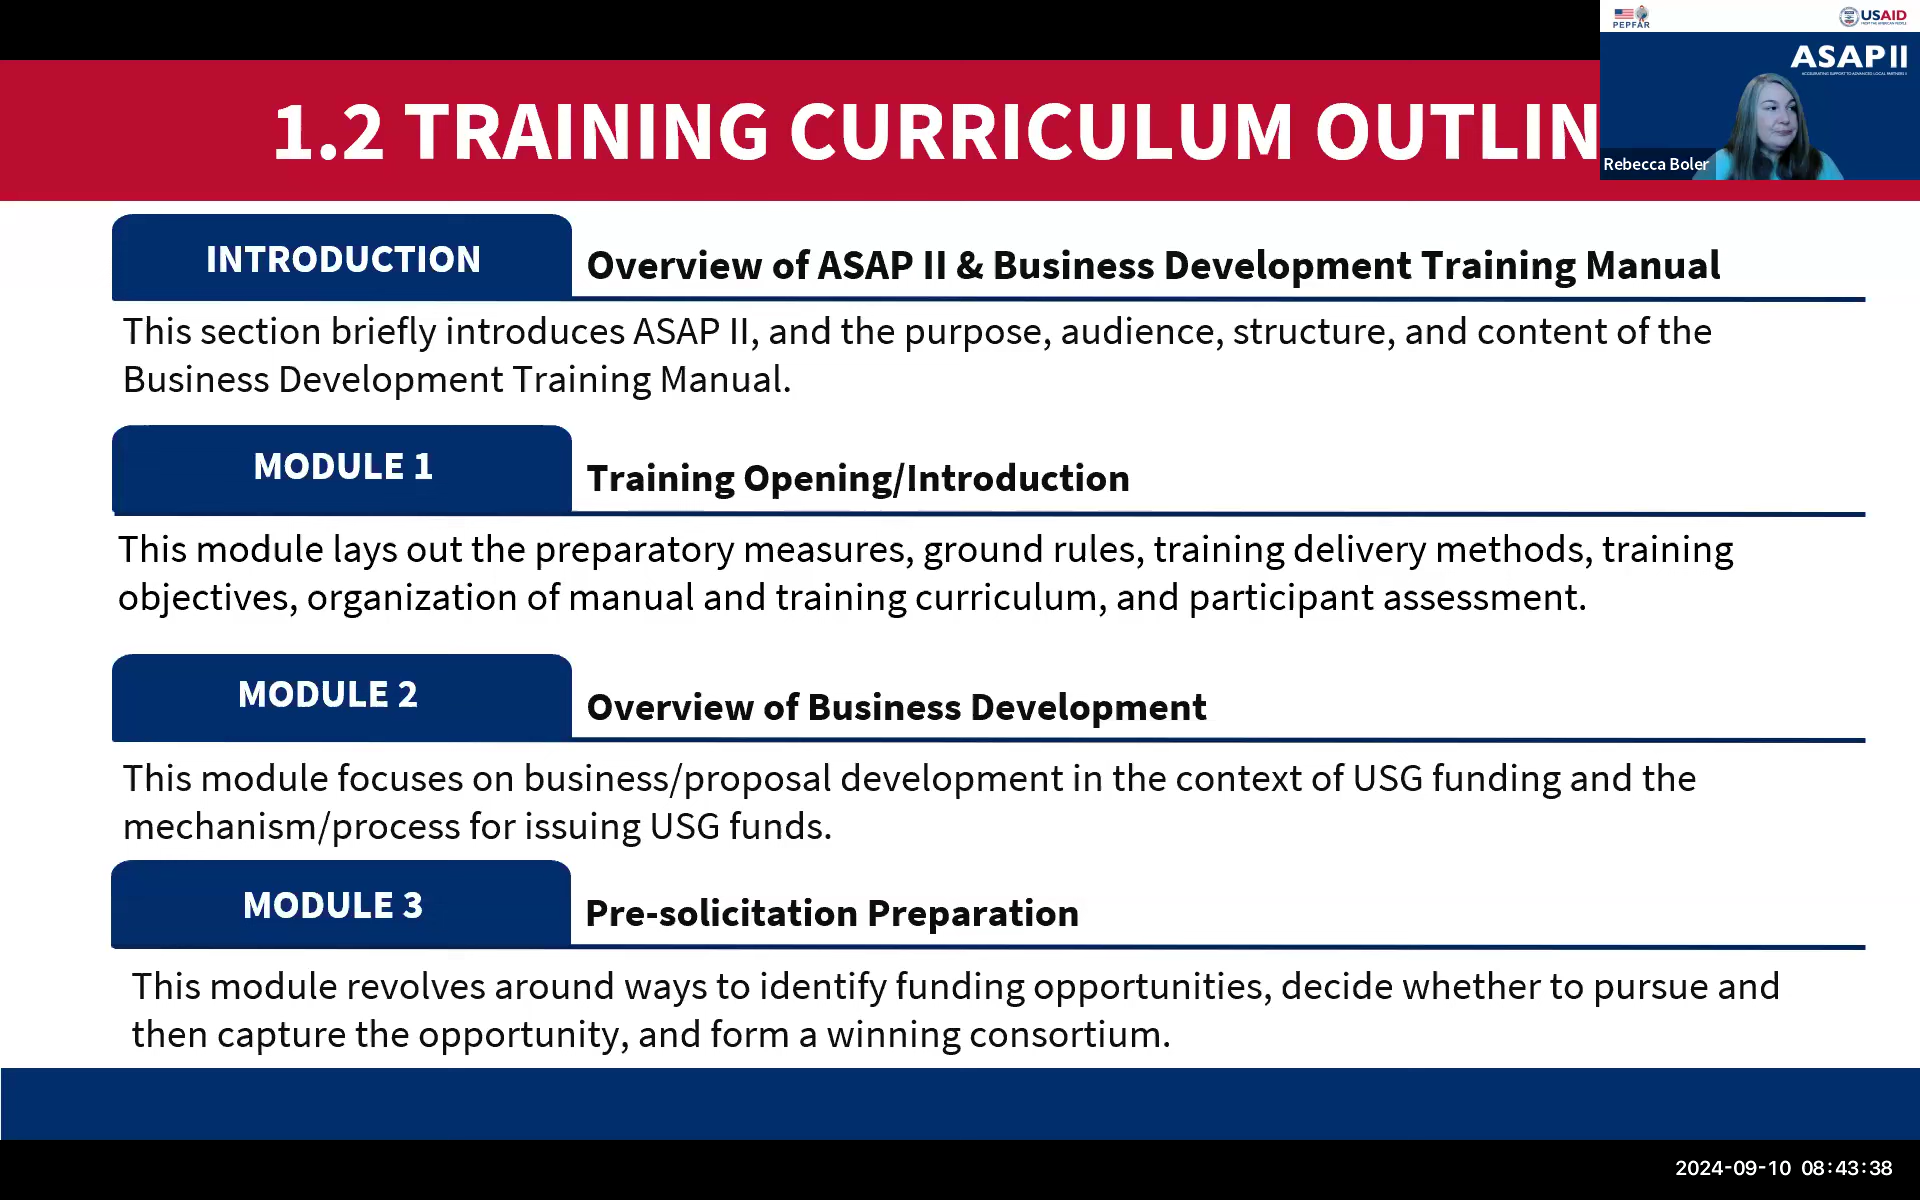 PEPFAR
USAID
ASAP II
1.2 TRAINING CURRICULUM OUTLIN
Rebecca Boler
INTRODUCTION
Overview of ASAP II & Business Development Training Manual
This section briefly introduces ASAP II, and the purpose, audience, structure, and content of the
Business Development Training Manual.
MODULE 1
Training Opening/Introduction
This module lays out the preparatory measures, ground rules, training delivery methods, training
objectives, organization of manual and training curriculum, and participant assessment.
MODULE 2
Overview of Business Development
This module focuses on business/proposal development in the context of USG funding and the
mechanism/process for issuing USG funds.
MODULE 3
Pre-solicitation Preparation
This module revolves around ways to identify funding opportunities, decide whether to pursue and
then capture the opportunity, and form a winning consortium.
2024-09-10 08:43:38